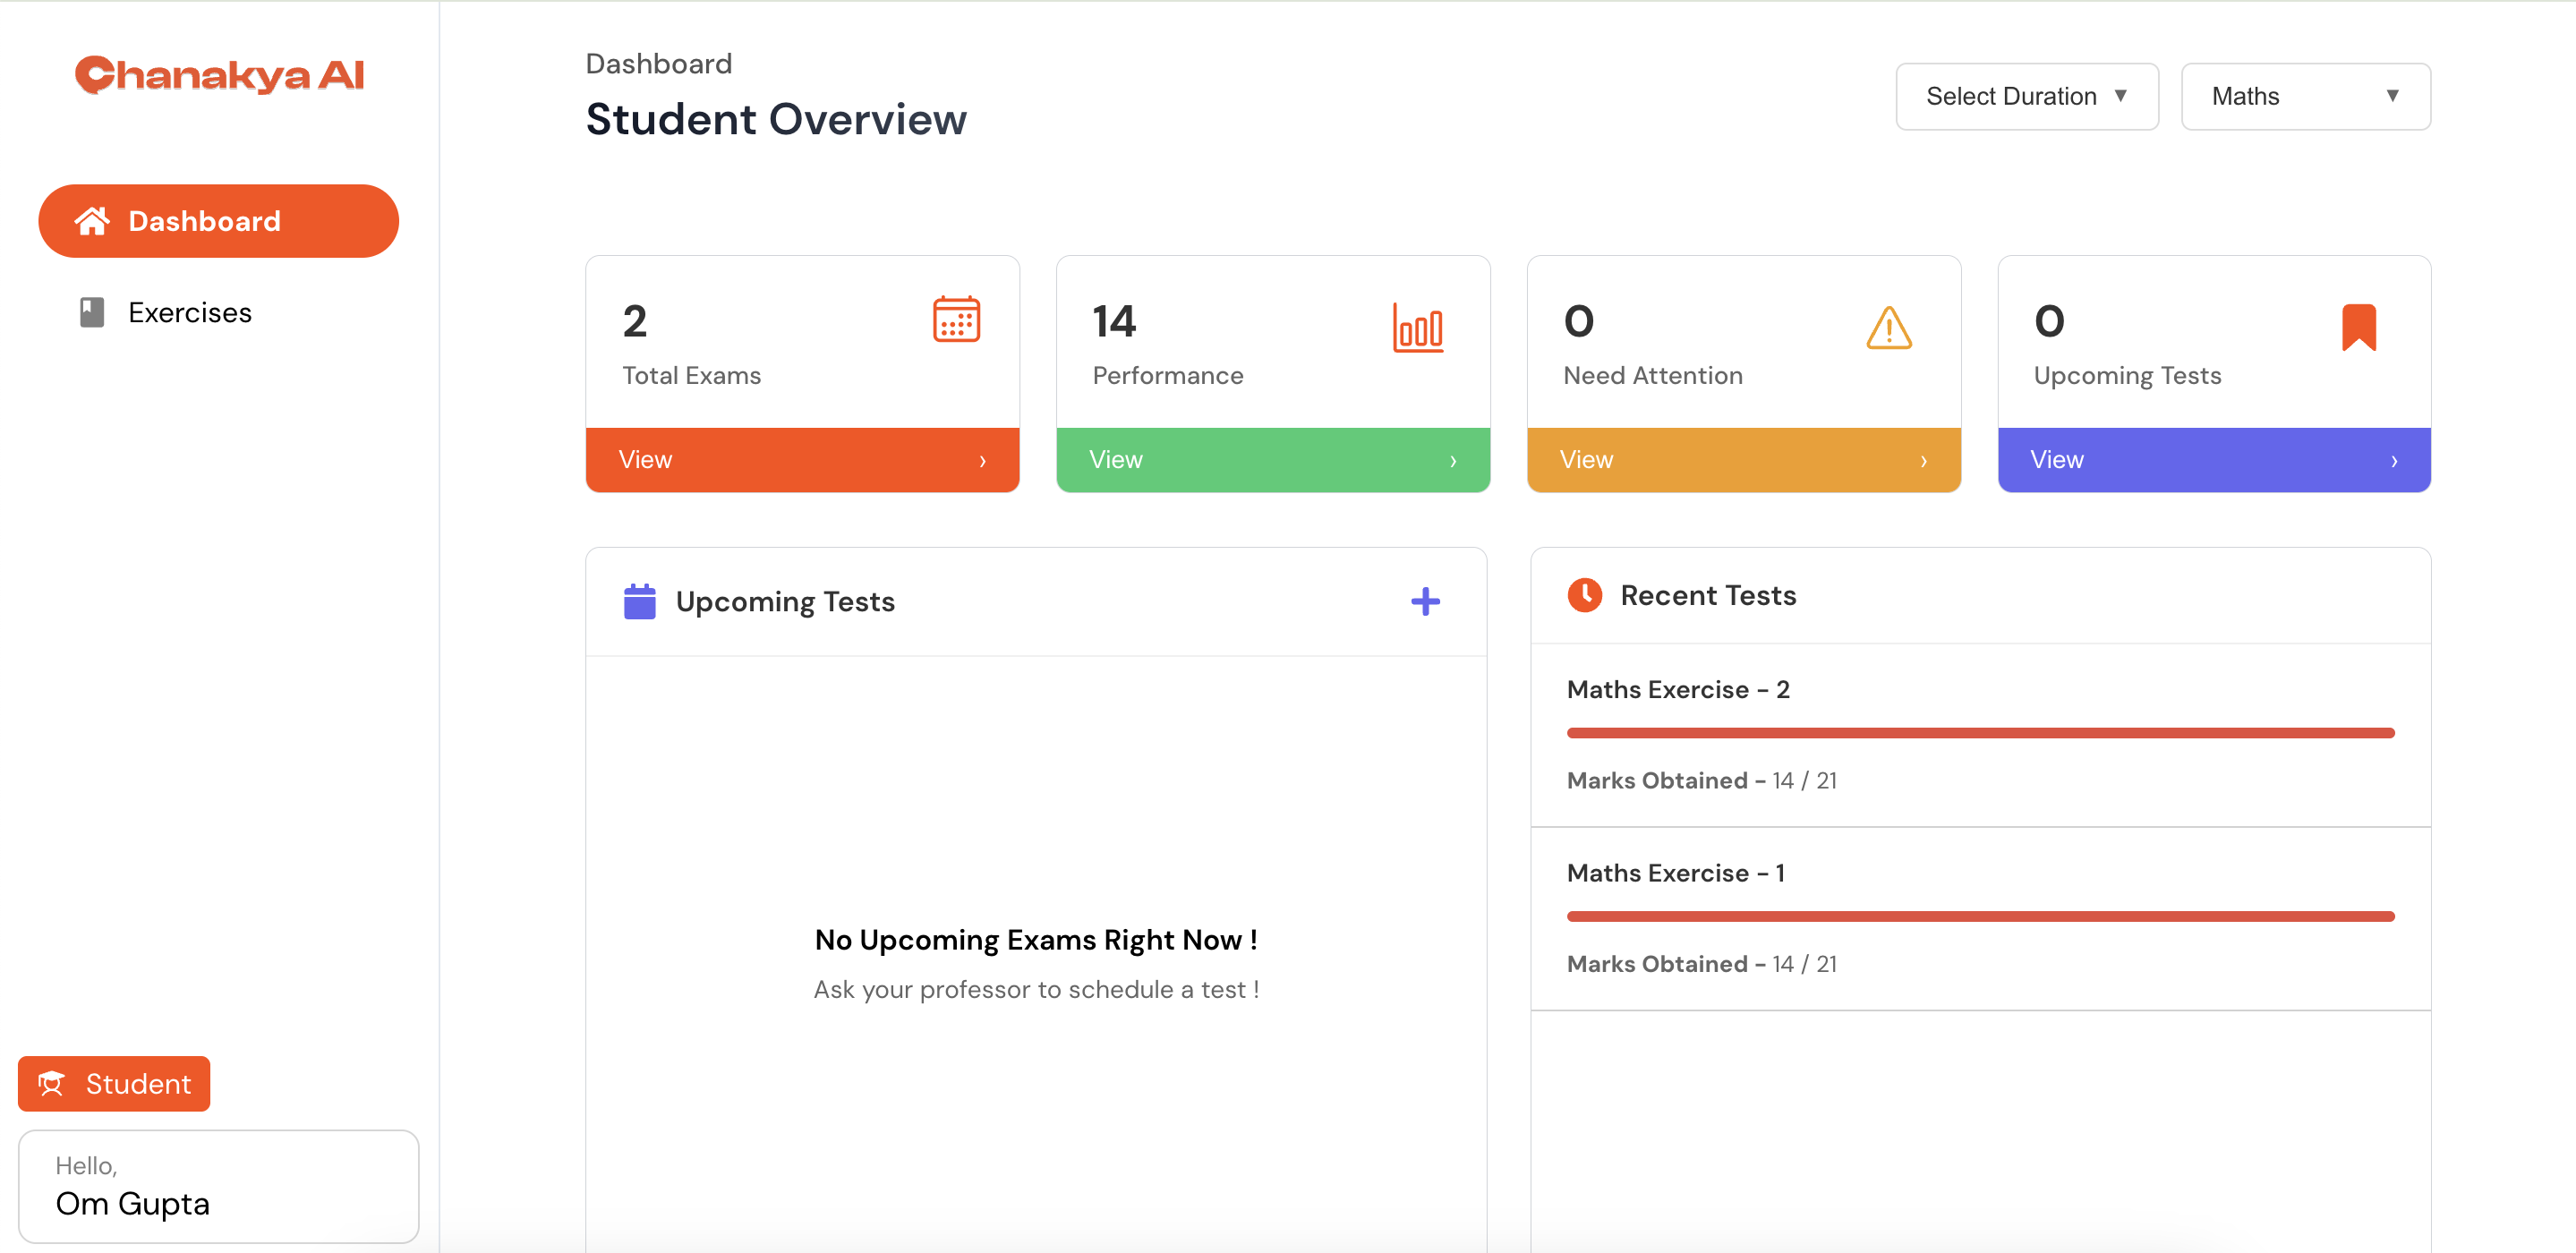 Chanakya AI
Dashboard
Exercises
Student
Hello,
Om Gupta
Dashboard
Student Overview
Select Duration
Maths
2
Total Exams
View
14
Performance
View
0
Need Attention
View
0
Upcoming Tests
View
Upcoming Tests
No Upcoming Exams Right Now !
Ask your professor to schedule a test !
Recent Tests
Maths Exercise - 2
Marks Obtained - 14 / 21
Maths Exercise - 1
Marks Obtained - 14 / 21